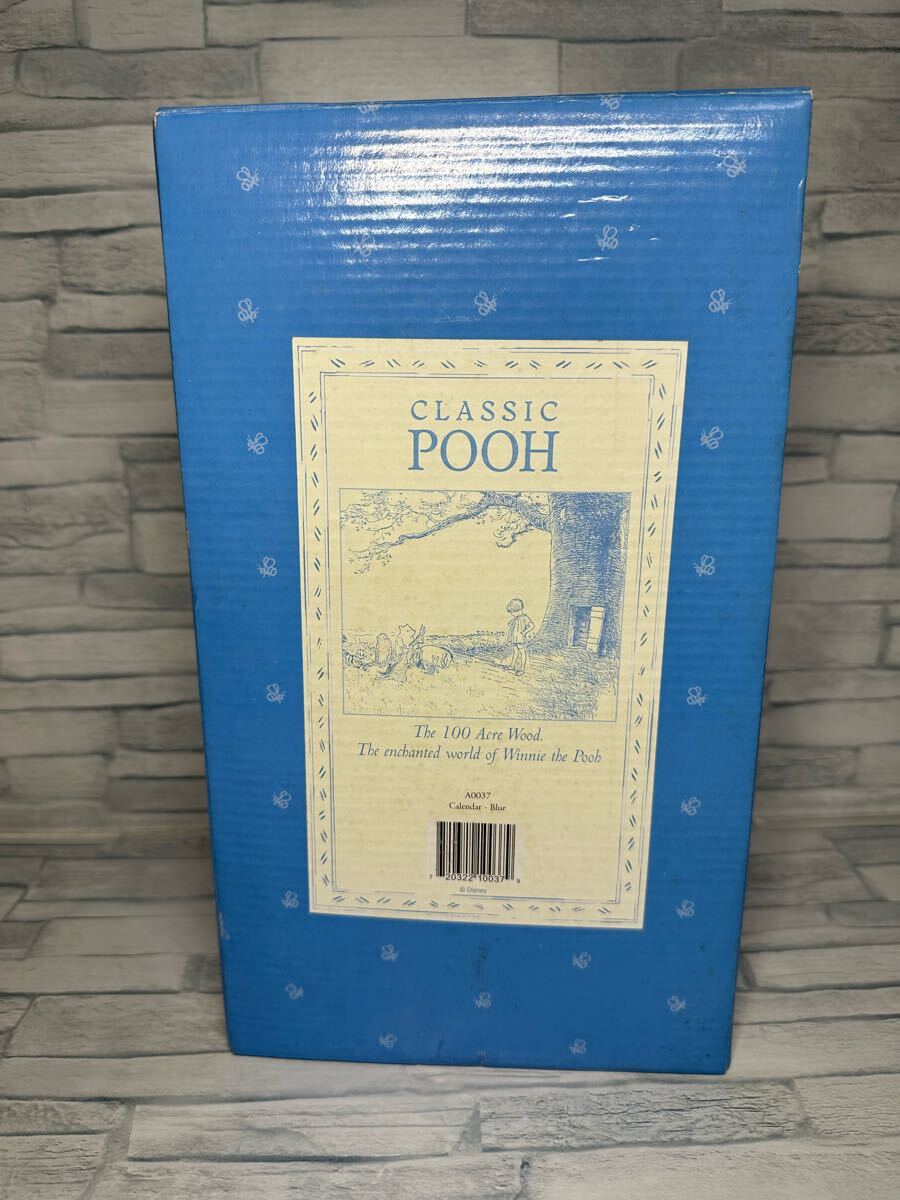 CLASSIC
POOH
The 100 Acre Wood.
The enchanted world of Winnie the Pooh
A0037
Calendar - Blue
7 20322 10037 9
© Disney